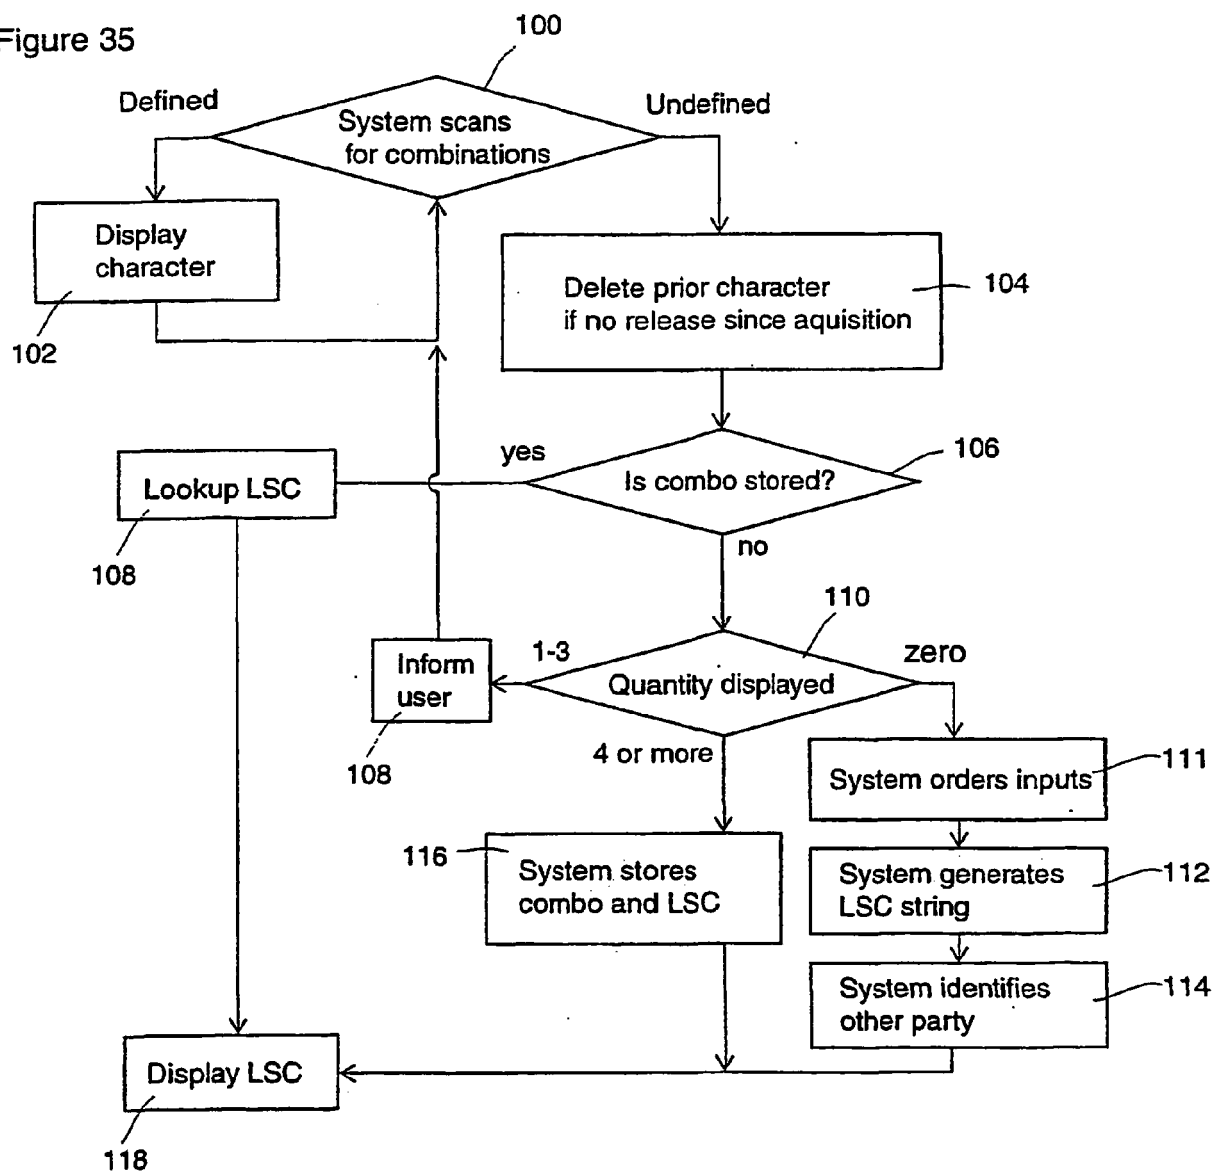 Figure 35
100
Defined
Undefined
System scans
for combinations
Display
character
102
Delete prior character
if no release since aquisition
104
yes
Is combo stored?
106
Lookup LSC
108
no
110
1-3
zero
Inform
user
108
Quantity displayed
4 or more
System orders inputs
111
116
System stores
combo and LSC
System generates
LSC string
112
System identifies
other party
114
Display LSC
118